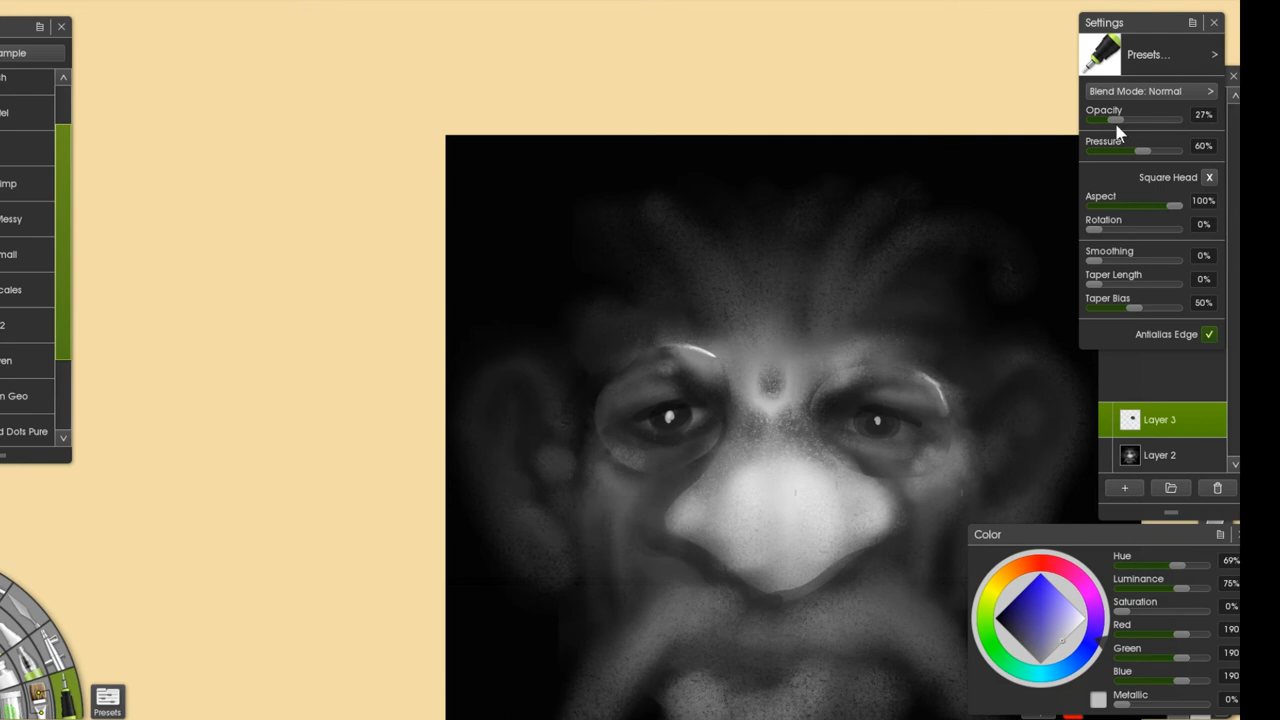 ample
sh
el
imp
Messy
mall
cales
2
en
n Geo
d Dots Pure
Presets
Settings
Presets...
>
Blend Mode: Normal >
Opacity
27%
Pressure
60%
Square Head X
Aspect
100%
Rotation
0%
Smoothing
0%
Taper Length
0%
Taper Bias
50%
Antialias Edge
Layer 3
Layer 2
+
Color
Hue
69%
Luminance
75%
Saturation
0%
Red
190
Green
190
Blue
190
Metallic
0%